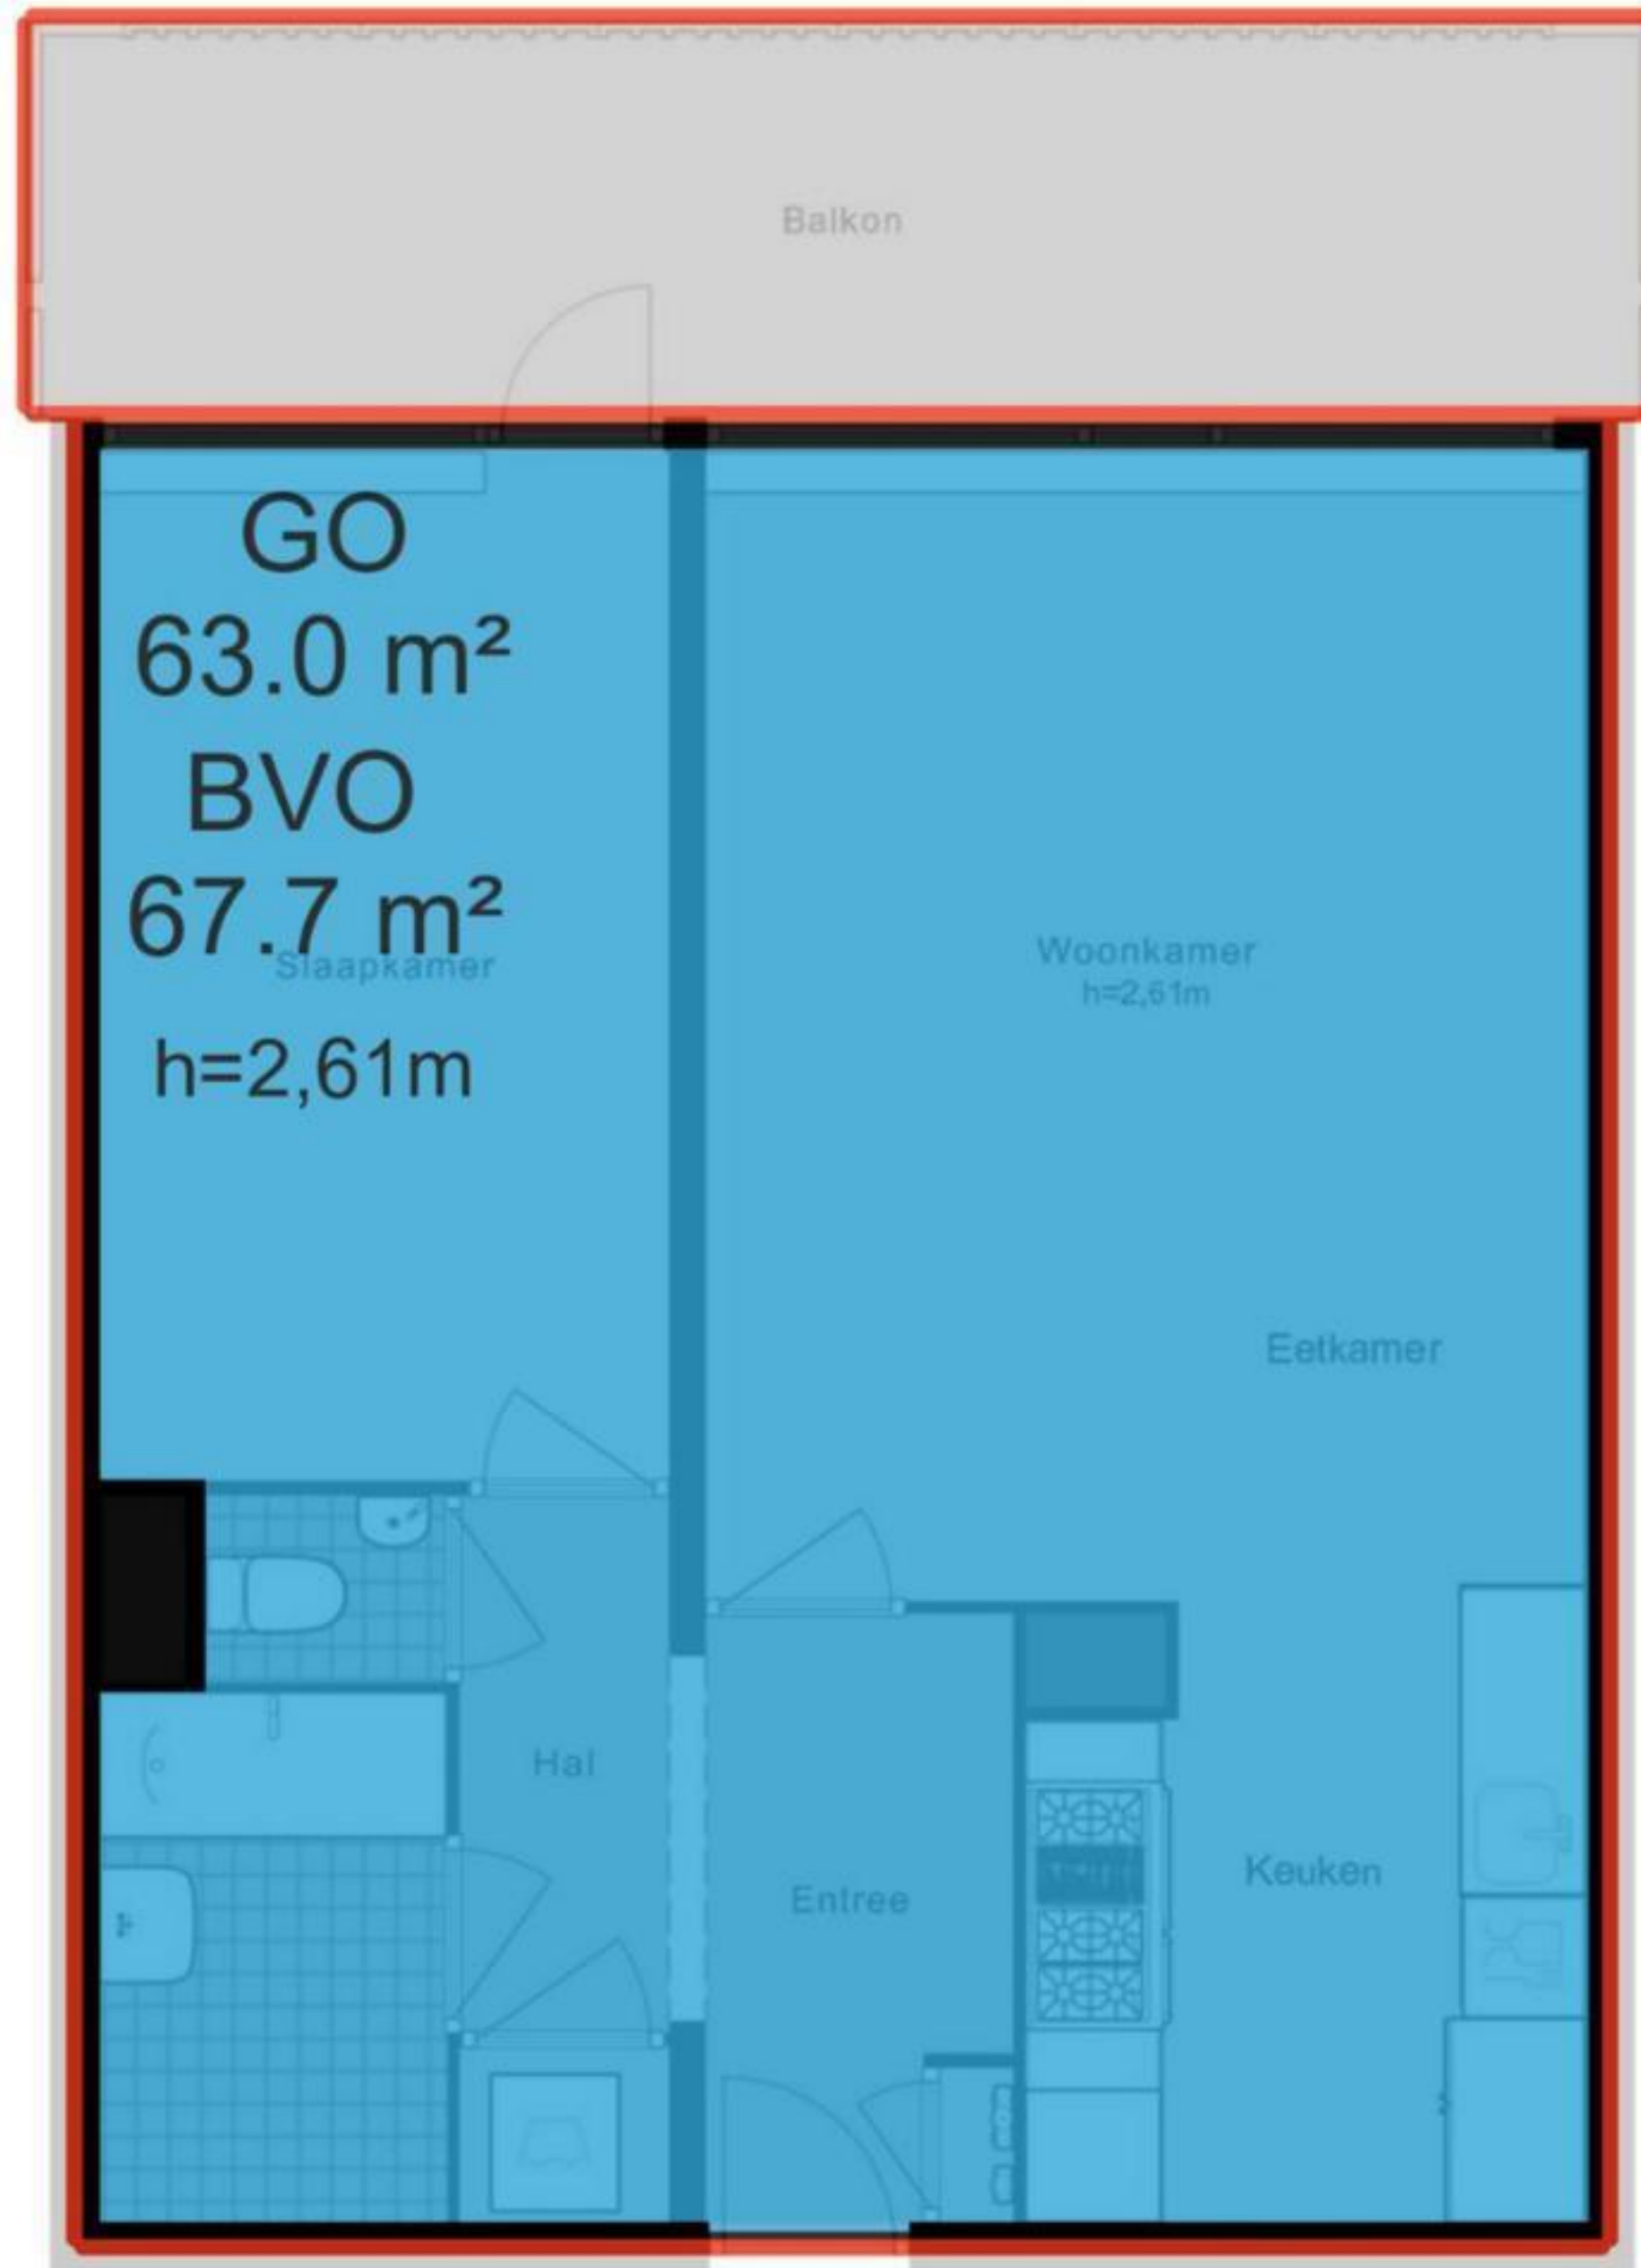 Balkon
GO
63.0 m²
BVO
67.7 m²
Slaapkamer
h=2,61m
Woonkamer
h=2,61m
Eetkamer
Hal
Entree
Keuken